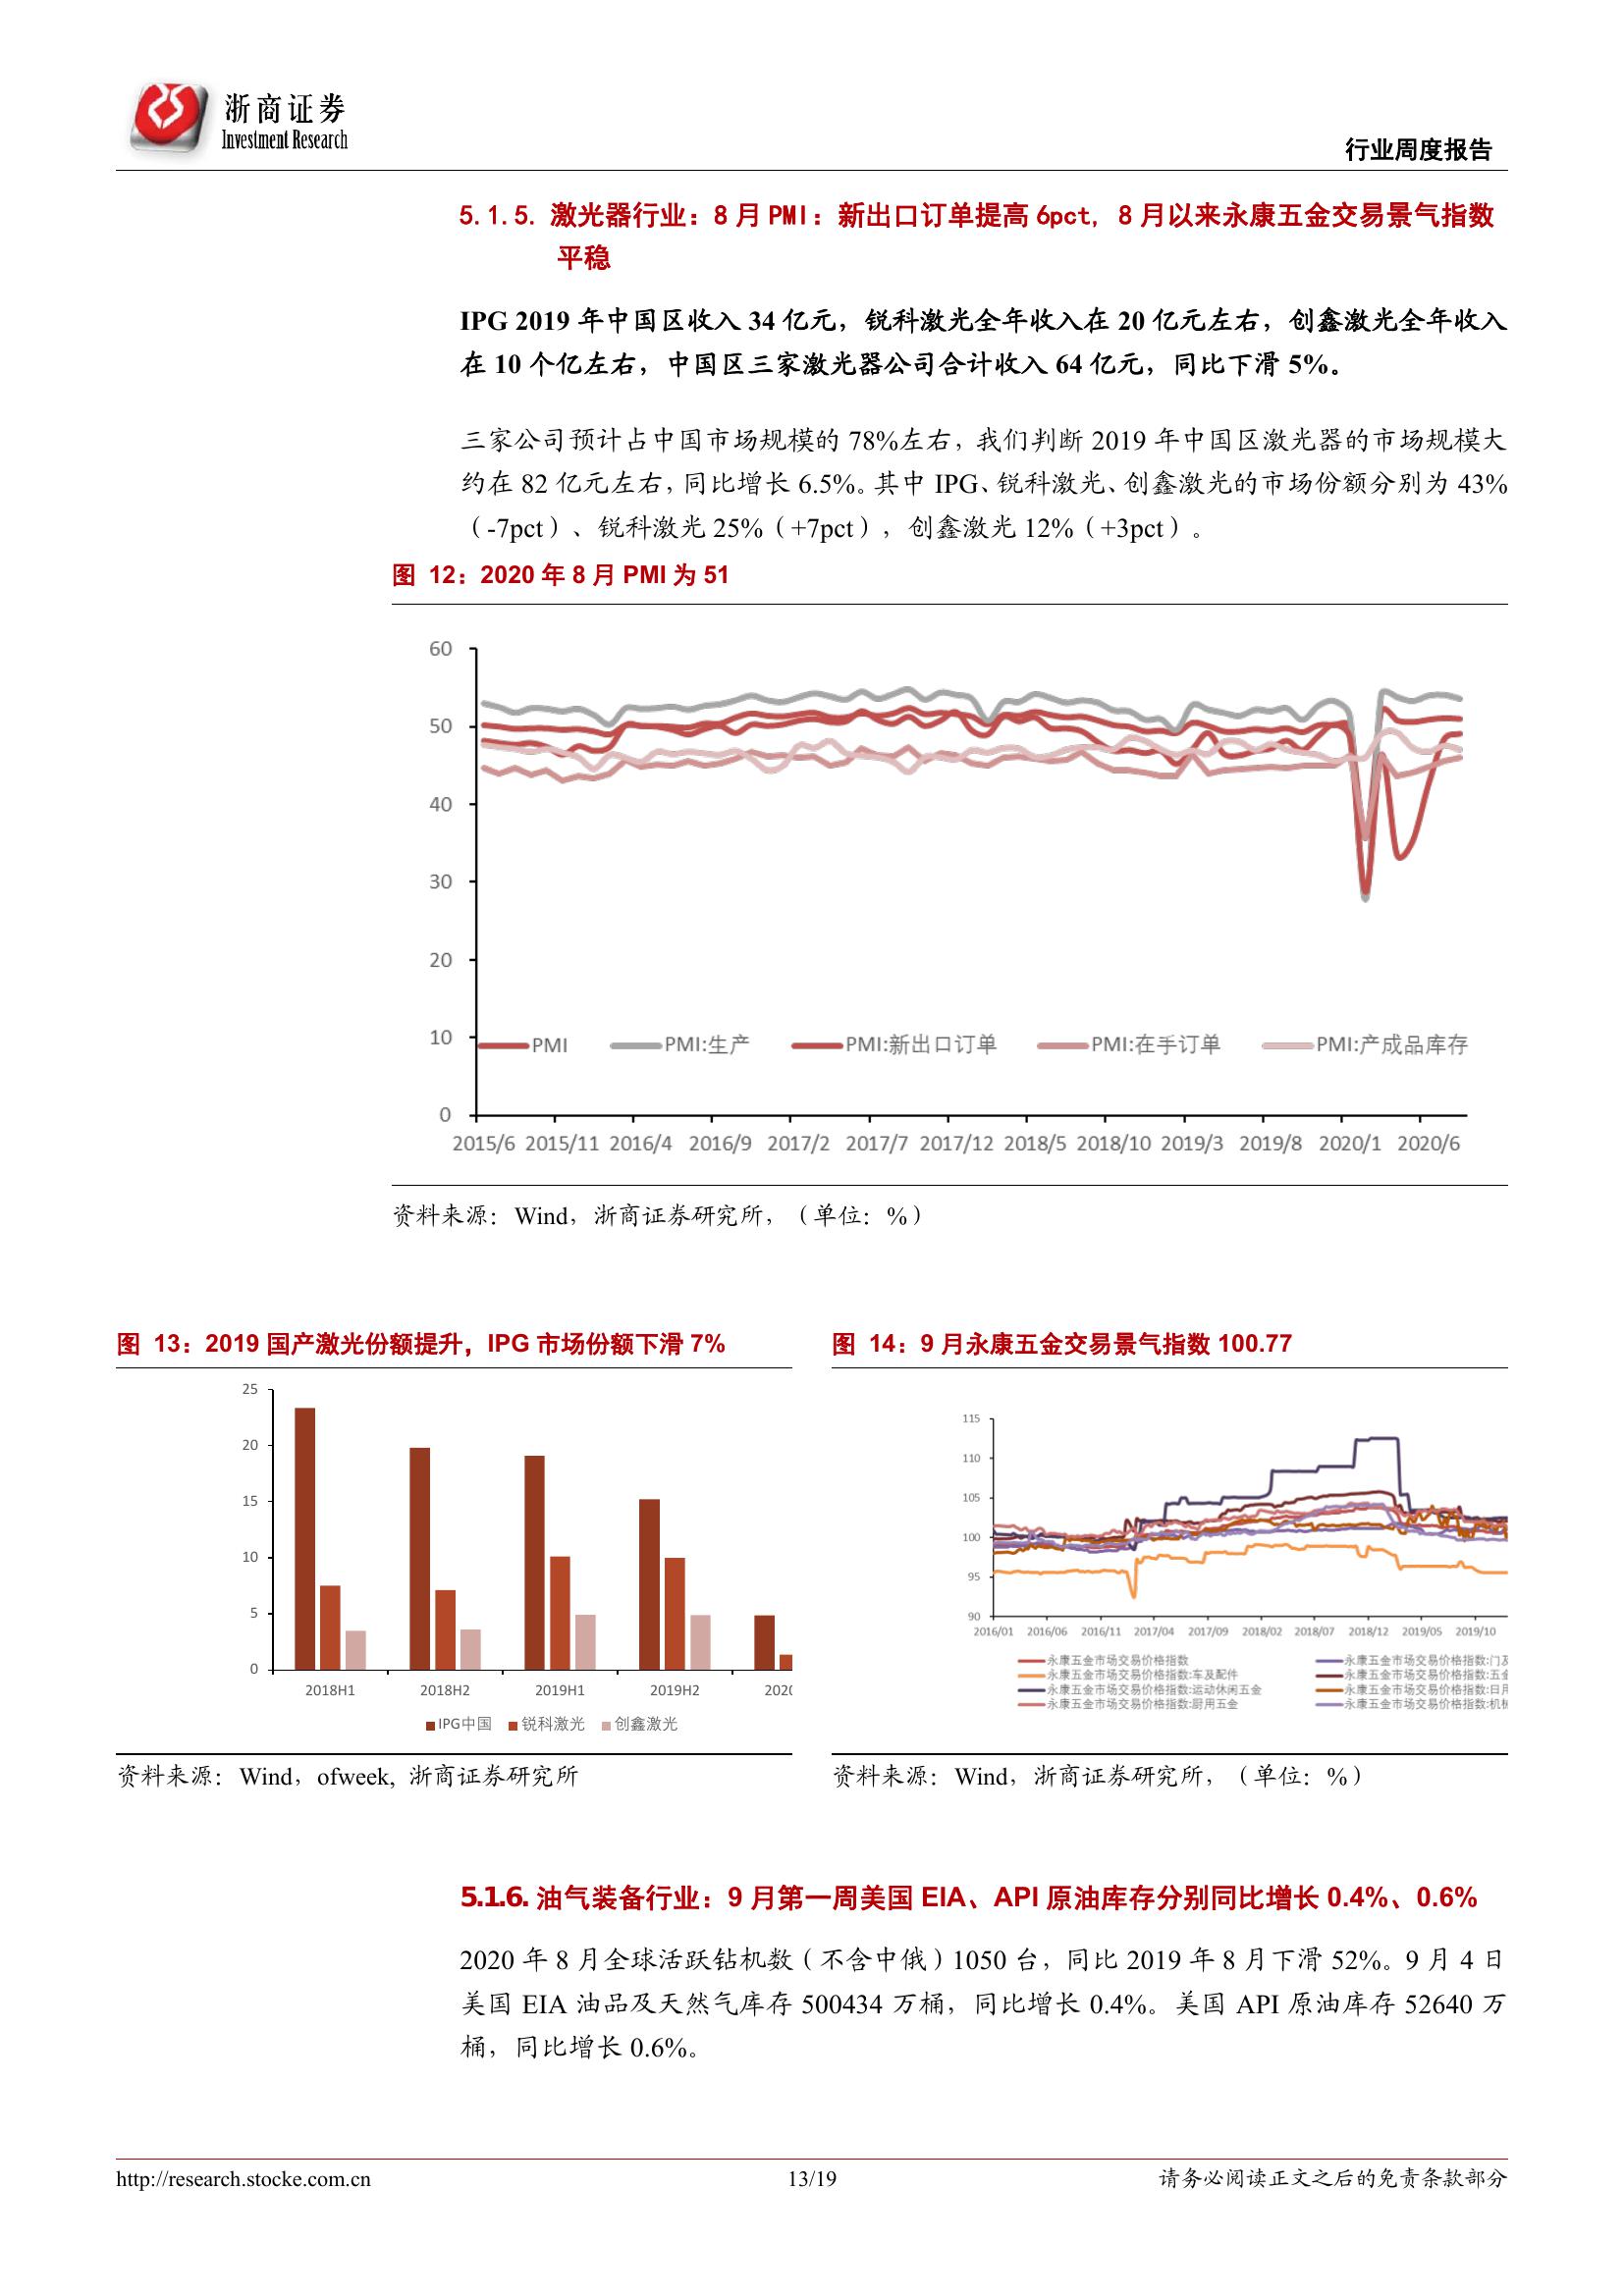 浙商证券
Investment Research
行业周度报告
5.1.5. 激光器行业：8 月 PMI：新出口订单提高 6pct，8 月以来永康五金交易景气指数
平稳
IPG 2019 年中国区收入 34 亿元，锐科激光全年收入在 20 亿元左右，创鑫激光全年收入
在 10 个亿左右，中国区三家激光器公司合计收入 64 亿元，同比下滑 5%。
三家公司预计占中国市场规模的 78%左右，我们判断 2019 年中国区激光器的市场规模大
约在 82 亿元左右，同比增长 6.5%。其中 IPG、锐科激光、创鑫激光的市场份额分别为 43%
（-7pct）、锐科激光 25%（+7pct），创鑫激光 12%（+3pct）。
图 12：2020 年 8 月 PMI 为 51
60
50
40
30
20
10
0
PMI PMI:生产 PMI:新出口订单 PMI:在手订单 PMI:产成品库存
2015/6 2015/11 2016/4 2016/9 2017/2 2017/7 2017/12 2018/5 2018/10 2019/3 2019/8 2020/1 2020/6
资料来源：Wind，浙商证券研究所，（单位：%）
图 13：2019 国产激光份额提升，IPG 市场份额下滑 7%
25
20
15
10
5
0
2018H1 2018H2 2019H1 2019H2 202
IPG中国 锐科激光 创鑫激光
资料来源：Wind，ofweek, 浙商证券研究所
图 14：9 月永康五金交易景气指数 100.77
115
110
105
100
95
90
2016/01 2016/06 2016/11 2017/04 2017/09 2018/02 2018/07 2018/12 2019/05 2019/10
永康五金市场交易价格指数 永康五金市场交易价格指数:门
永康五金市场交易价格指数:车及配件 永康五金市场交易价格指数:五
永康五金市场交易价格指数:运动休闲五金 永康五金市场交易价格指数:日
永康五金市场交易价格指数:厨用五金 永康五金市场交易价格指数:机
资料来源：Wind，浙商证券研究所，（单位：%）
5.1.6. 油气装备行业：9 月第一周美国 EIA、API 原油库存分别同比增长 0.4%、0.6%
2020 年 8 月全球活跃钻机数（不含中俄）1050 台，同比 2019 年 8 月下滑 52%。9 月 4 日
美国 EIA 油品及天然气库存 500434 万桶，同比增长 0.4%。美国 API 原油库存 52640 万
桶，同比增长 0.6%。
http://research.stocke.com.cn
13/19
请务必阅读正文之后的免责条款部分